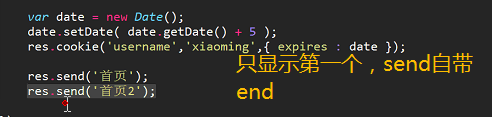 var date = new Date();
date.setDate( date.getDate() + 5 );
res.cookie('username','xiaoming',{ expires : date });
res.send('首页');
res.send('首页2');
只显示第一个，send自带
end